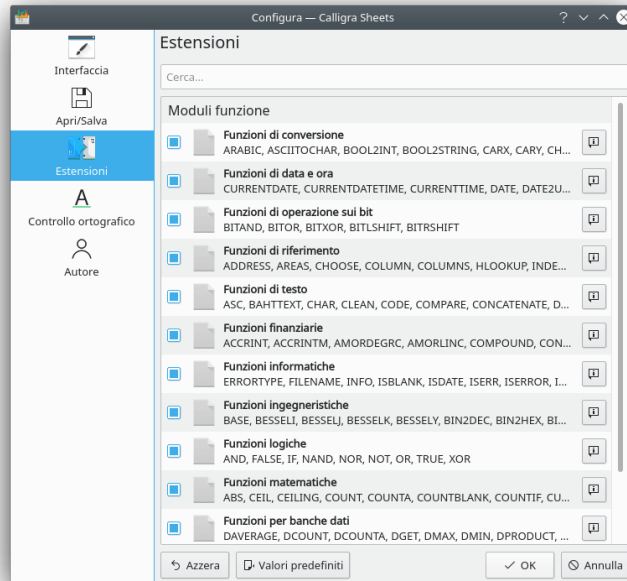 Configura — Calligra Sheets
Interfaccia
Apri/Salva
Estensioni
Controllo ortografico
Autore
Estensioni
Cerca...
Moduli funzione
Funzioni di conversione
ARABIC, ASCIITOCHAR, BOOL2INT, BOOL2STRING, CARX, CARY, CH...
Funzioni di data e ora
CURRENTDATE, CURRENTDATETIME, CURRENTTIME, DATE, DATE2U...
Funzioni di operazione sui bit
BITAND, BITOR, BITXOR, BITLSHIFT, BITRSHIFT
Funzioni di riferimento
ADDRESS, AREAS, CHOOSE, COLUMN, COLUMNS, HLOOKUP, INDE...
Funzioni di testo
ASC, BAHTTEXT, CHAR, CLEAN, CODE, COMPARE, CONCATENATE, D...
Funzioni finanziarie
ACCRINT, ACCRINTM, AMORDEGRC, AMORLINC, COMPOUND, CON...
Funzioni informatiche
ERRORTYPE, FILENAME, INFO, ISBLANK, ISDATE, ISERR, ISERROR, I...
Funzioni ingegneristiche
BASE, BESSELI, BESSELJ, BESSELK, BESSELY, BIN2DEC, BIN2HEX, BI...
Funzioni logiche
AND, FALSE, IF, NAND, NOR, NOT, OR, TRUE, XOR
Funzioni matematiche
ABS, CEIL, CEILING, COUNT, COUNTA, COUNTBLANK, COUNTIF, CU...
Funzioni per banche dati
DAVERAGE, DCOUNT, DCOUNTA, DGET, DMAX, DMIN, DPRODUCT, ...
Azzera
Valori predefiniti
OK
Annulla